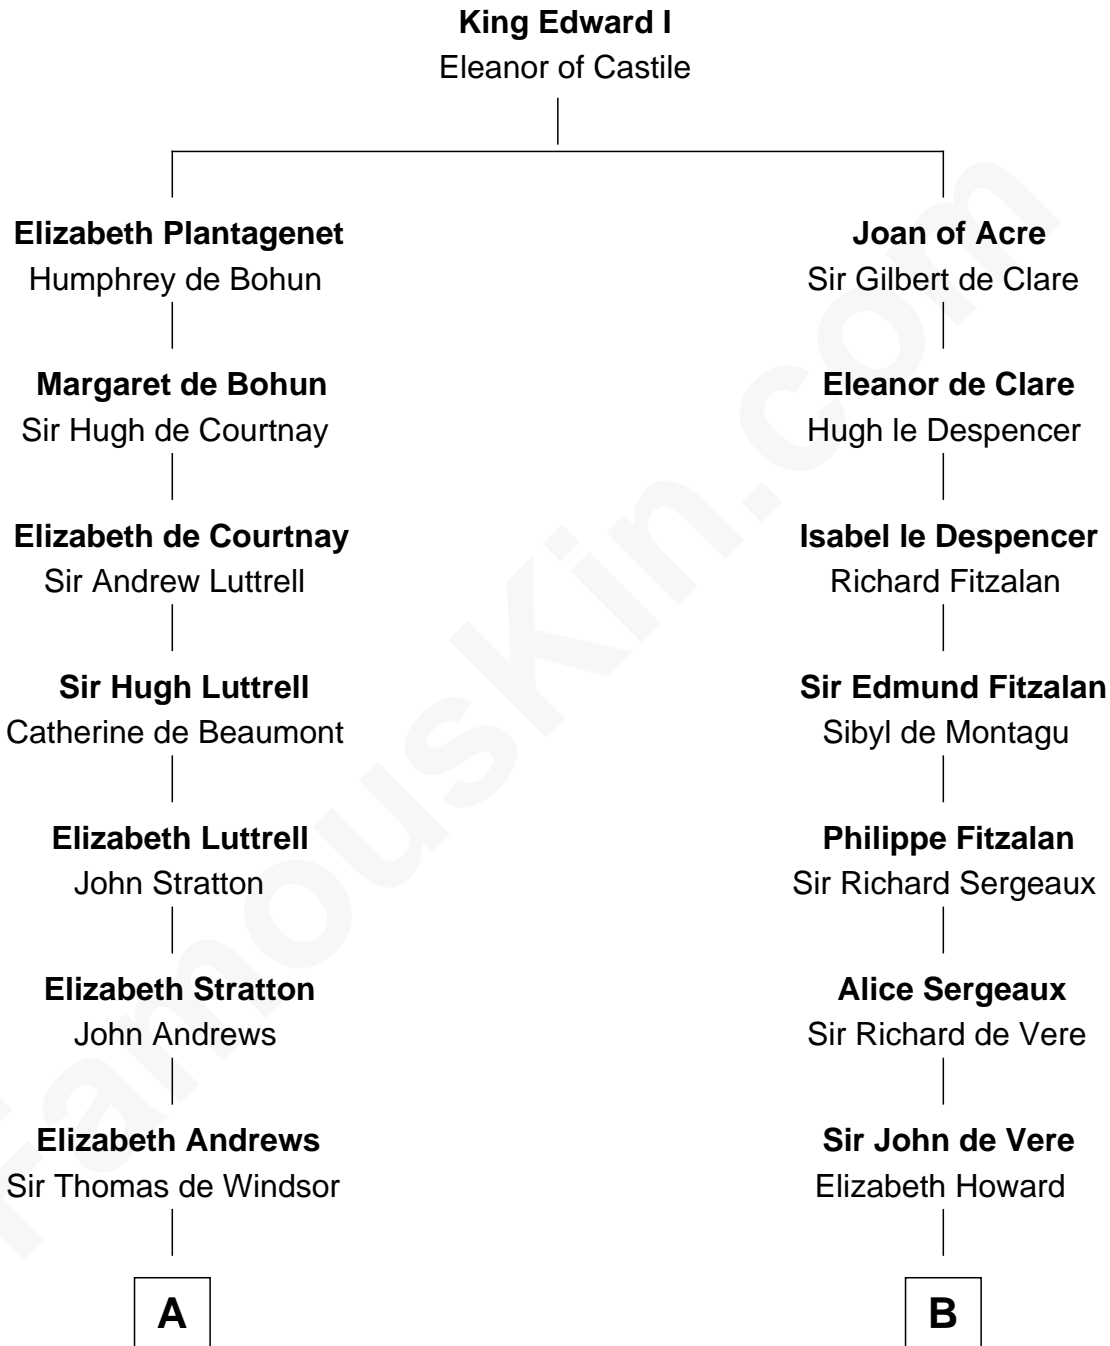 King Edward I
Eleanor of Castile
Elizabeth Plantagenet
Humphrey de Bohun
Joan of Acre
Sir Gilbert de Clare
Margaret de Bohun
Sir Hugh de Courtnay
Eleanor de Clare
Hugh le Despencer
Elizabeth de Courtnay
Sir Andrew Luttrell
Isabel le Despencer
Richard Fitzalan
Sir Hugh Luttrell
Catherine de Beaumont
Sir Edmund Fitzalan
Sibyl de Montagu
Elizabeth Luttrell
John Stratton
Philippe Fitzalan
Sir Richard Sergeaux
Elizabeth Stratton
John Andrews
Alice Sergeaux
Sir Richard de Vere
Elizabeth Andrews
Sir Thomas de Windsor
Sir John de Vere
Elizabeth Howard
A
B
FamousKin.com